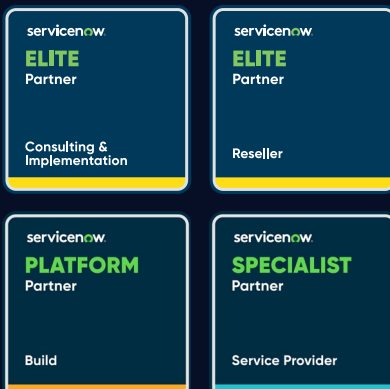 servicenow.
ELITE
Partner
Consulting &
Implementation
servicenow.
ELITE
Partner
Reseller
servicenow.
PLATFORM
Partner
Build
servicenow.
SPECIALIST
Partner
Service Provider